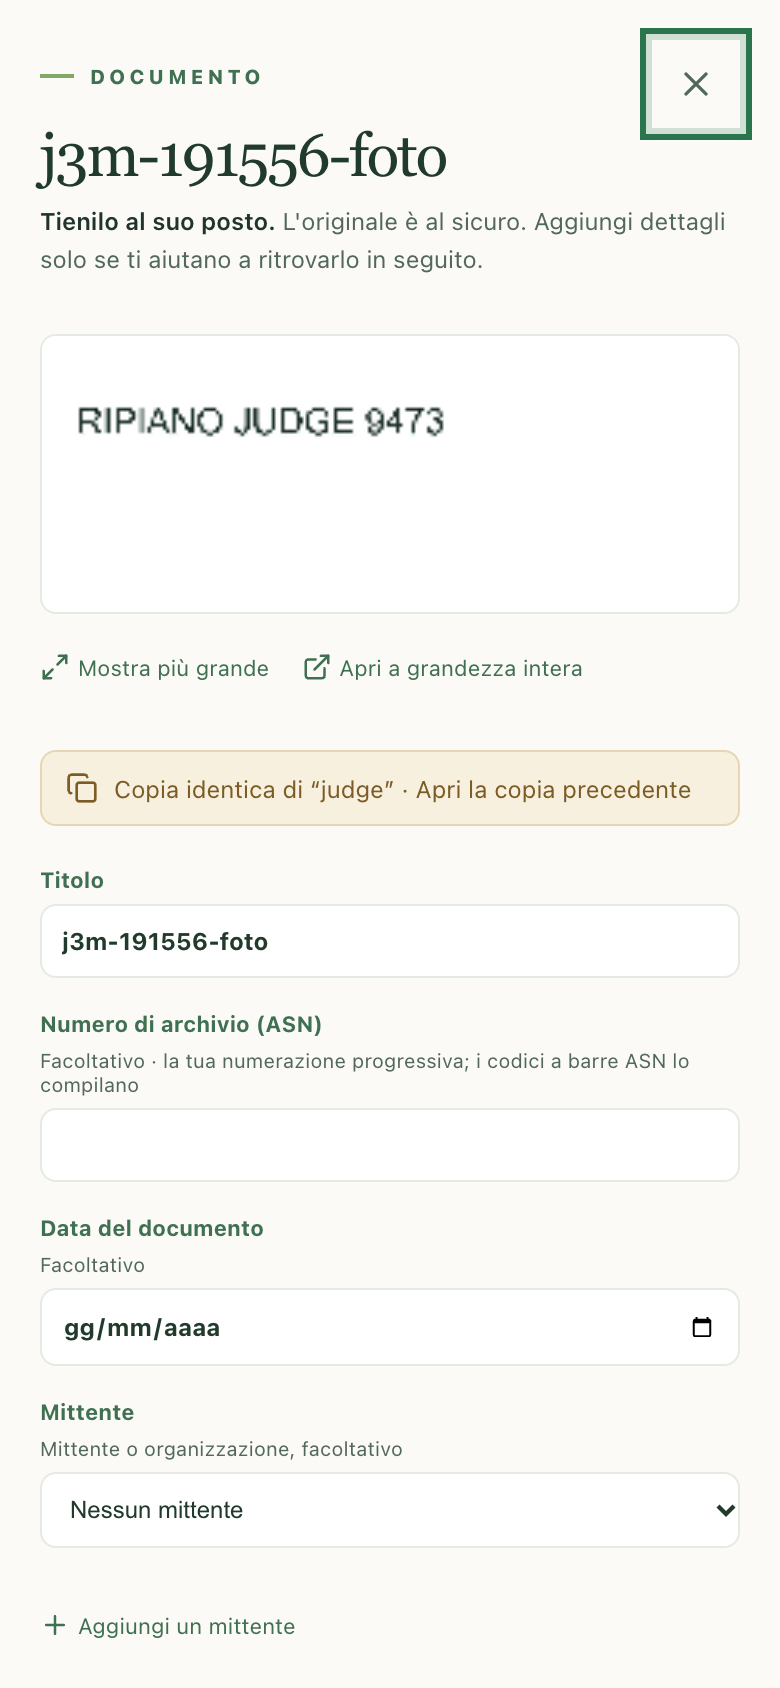 DOCUMENTO
j3m-191556-foto
Tienilo al suo posto. L'originale è al sicuro. Aggiungi dettagli
solo se ti aiutano a ritrovarlo in seguito.
RIPIANO JUDGE 9473
Mostra più grande
Apri a grandezza intera
Copia identica di “judge” · Apri la copia precedente
Titolo
j3m-191556-foto
Numero di archivio (ASN)
Facoltativo · la tua numerazione progressiva; i codici a barre ASN lo
compilano
Data del documento
Facoltativo
gg/mm/aaaa
Mittente
Mittente o organizzazione, facoltativo
Nessun mittente
Aggiungi un mittente